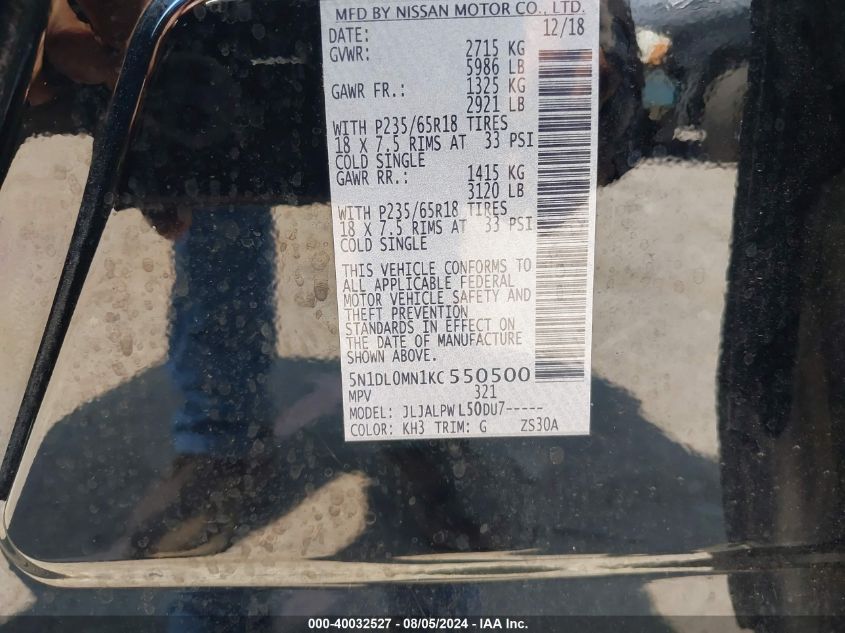 MFD BY NISSAN MOTOR CO., LTD.
DATE: 12/18
GVWR: 2715 KG
5986 LB
GAWR FR.: 1325 KG
2921 LB
WITH P235/65R18 TIRES
18 X 7.5 RIMS AT 33 PSI
COLD SINGLE
GAWR RR.: 1415 KG
3120 LB
WITH P235/65R18 TIRES
18 X 7.5 RIMS AT 33 PSI
COLD SINGLE
THIS VEHICLE CONFORMS TO
ALL APPLICABLE FEDERAL
MOTOR VEHICLE SAFETY AND
THEFT PREVENTION
STANDARDS IN EFFECT ON
THE DATE OF MANUFACTURE
SHOWN ABOVE.
5N1DL0MN1KC550500
MPV 321
MODEL: JLJALPWL50DU7-----
COLOR: KH3 TRIM: G ZS30A
000-40032527 - 08/05/2024 - IAA Inc.